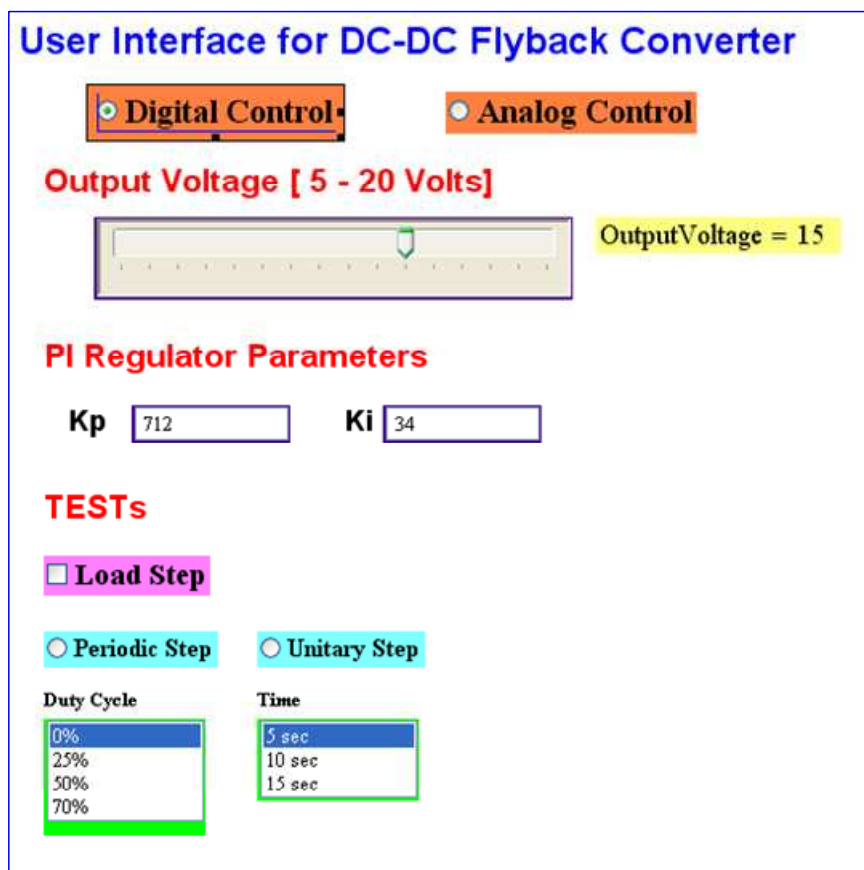 User Interface for DC-DC Flyback Converter
Digital Control Analog Control
Output Voltage [ 5 - 20 Volts]
OutputVoltage = 15
PI Regulator Parameters
Kp 712 Ki 34
TESTs
Load Step
Periodic Step Unitary Step
Duty Cycle Time
0% 5 sec
25% 10 sec
50% 15 sec
70%